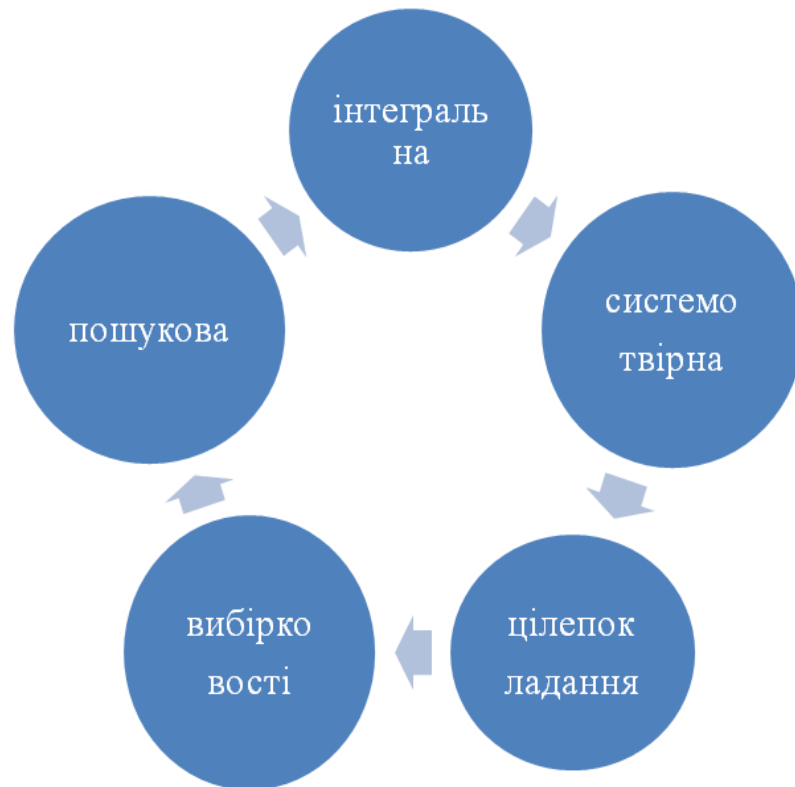 інтеграль
на
системо
твірна
цілепок
ладання
вибірко
вості
пошукова